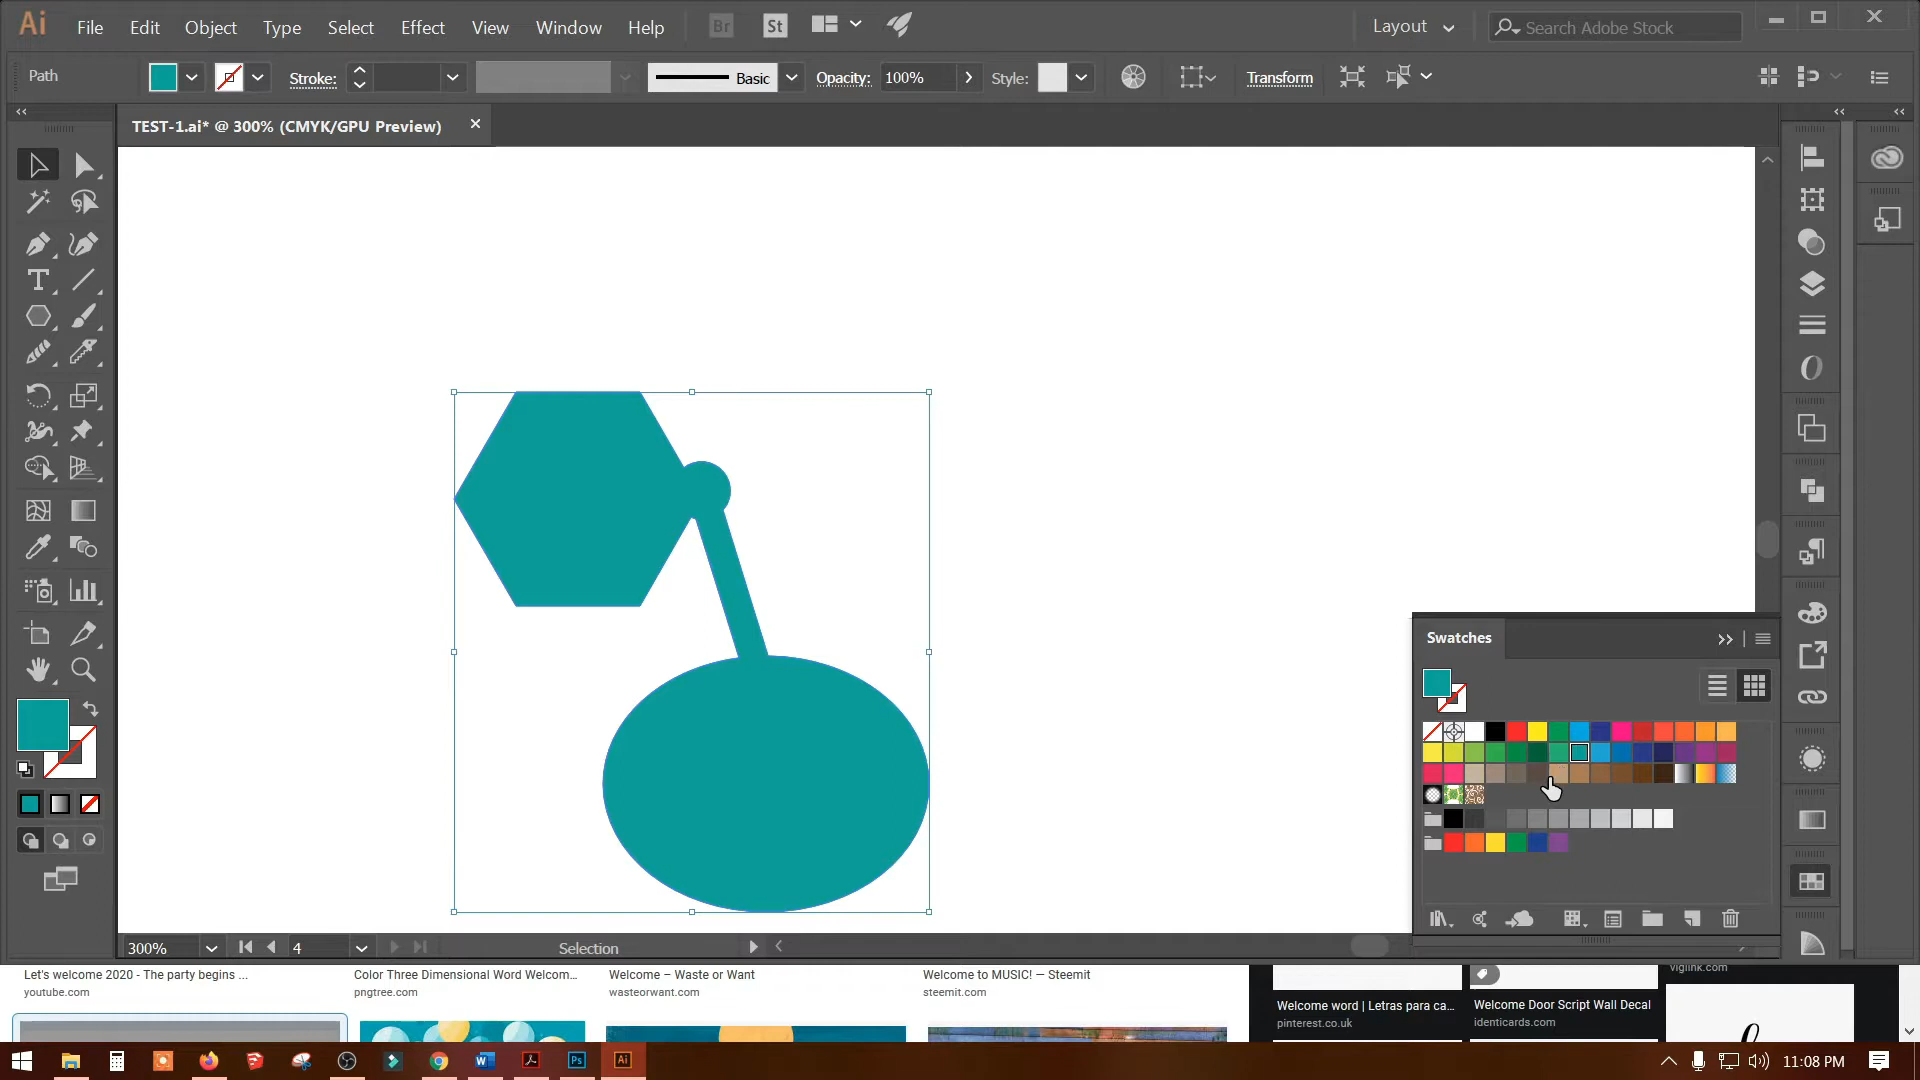 Ai File Edit Object Type Select Effect View Window Help Br St Layout Search Adobe Stock
Path Stroke: Basic Opacity: 100% Style: Transform
TEST-1.ai* @ 300% (CMYK/GPU Preview)
Swatches
300% 4 Selection
Let's welcome 2020 - The party begins ...
youtube.com
Color Three Dimensional Word Welcom...
pngtree.com
Welcome – Waste or Want
wasteorwant.com
Welcome to MUSIC! — Steemit
steemit.com
Welcome word | Letras para ca...
pinterest.co.uk
Welcome Door Script Wall Decal
identicards.com
viglink.com
Ps Ai 11:08 PM